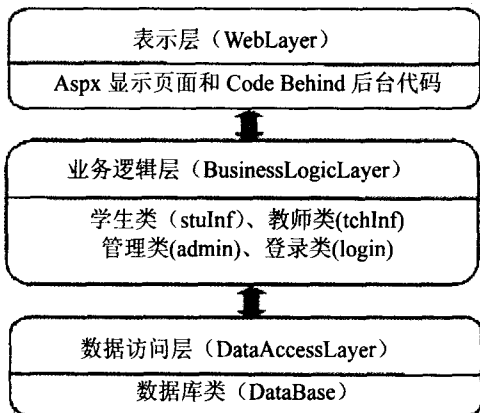 表示层（WebLayer）
Aspx 显示页面和 Code Behind 后台代码
业务逻辑层（BusinessLogicLayer）
学生类（stuInf）、教师类(tchInf)
管理类(admin)、登录类(login)
数据访问层（DataAccessLayer）
数据库类（DataBase）